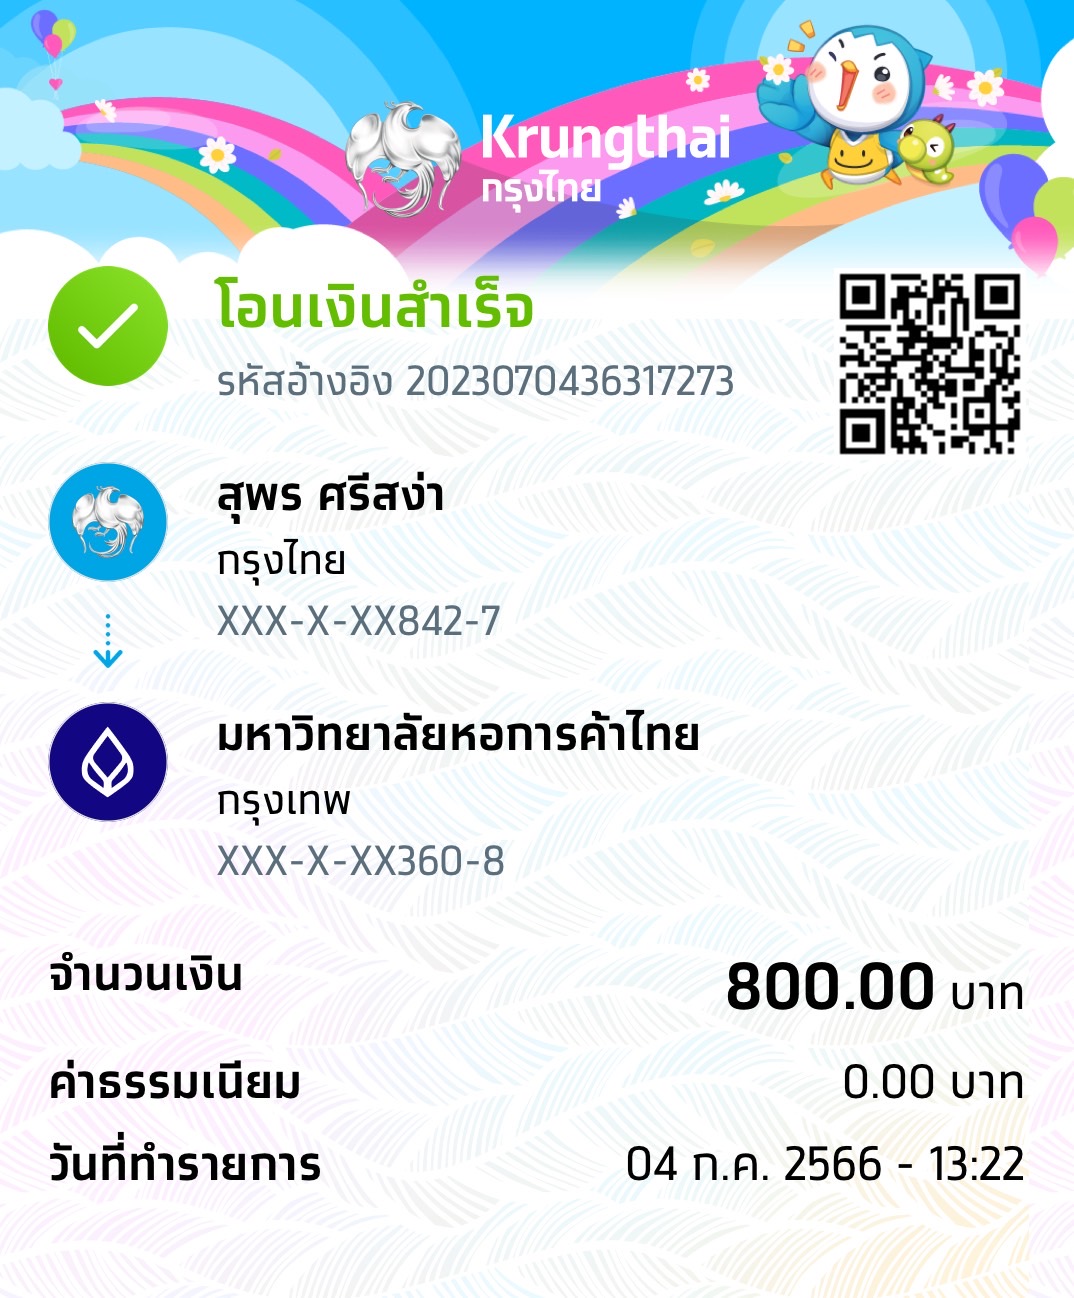 Krungthai
กรุงไทย
โอนเงินสำเร็จ
รหัสอ้างอิง 2023070436317273
สุพร ศรีสง่า
กรุงไทย
XXX-X-XX842-7
มหาวิทยาลัยหอการค้าไทย
กรุงเทพ
XXX-X-XX360-8
จำนวนเงิน 800.00 บาท
ค่าธรรมเนียม 0.00 บาท
วันที่ทำรายการ 04 ก.ค. 2566 - 13:22